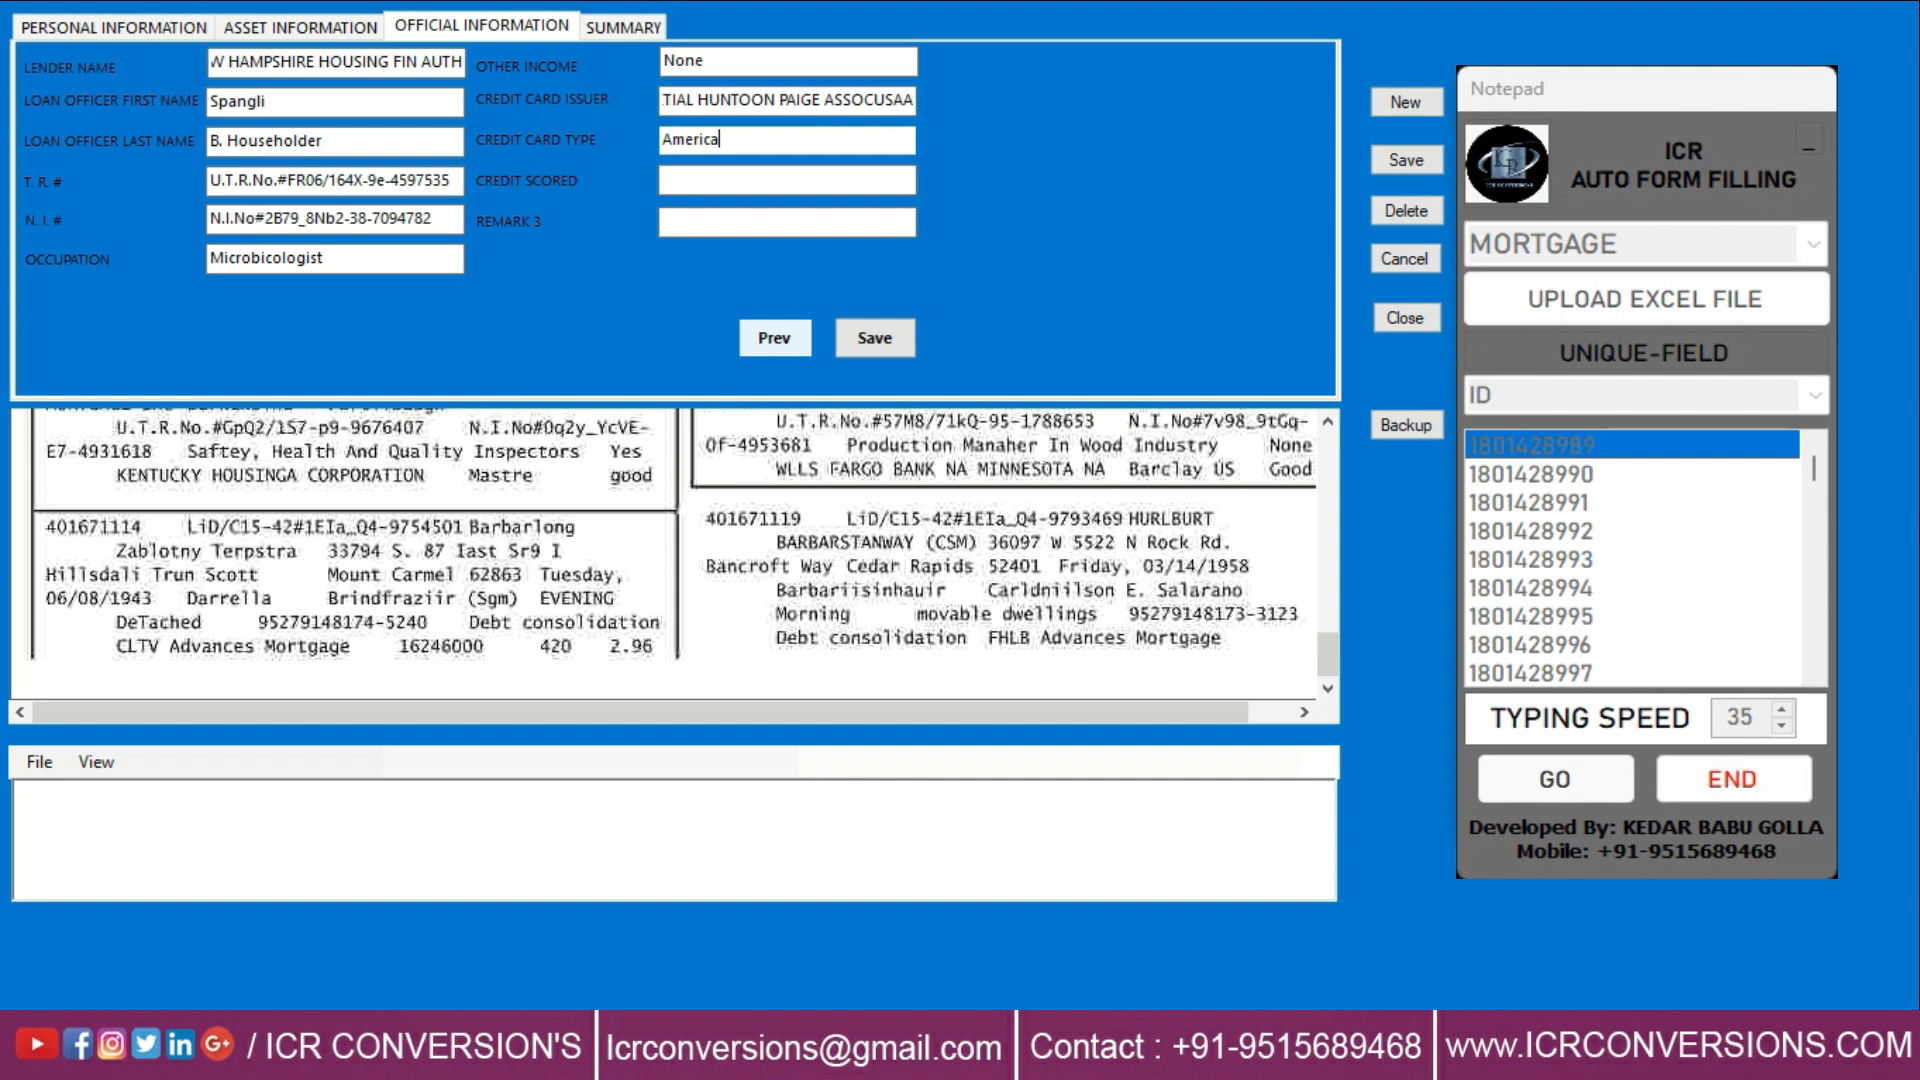 PERSONAL INFORMATION ASSET INFORMATION OFFICIAL INFORMATION SUMMARY
LENDER NAME W HAMPSHIRE HOUSING FIN AUTH OTHER INCOME None
LOAN OFFICER FIRST NAME Spangli CREDIT CARD ISSUER TIAL HUNTOON PAIGE ASSOCUSAA
LOAN OFFICER LAST NAME B. Householder CREDIT CARD TYPE America
T. R. # U.T.R.No.#FR06/164X-9e-4597535 CREDIT SCORED
N. I. # N.I.No#2B79_8Nb2-38-7094782 REMARK 3
OCCUPATION Microbicologist
Prev Save
New
Save
Delete
Cancel
Close
Backup
U.T.R.No.#GpQ2/1S7-p9-9676407 N.I.No#0q2y_YcVE-
E7-4931618 Saftey, Health And Quality Inspectors Yes
KENTUCKY HOUSINGA CORPORATION Mastre good
401671114 LiD/C15-42#1EIa_Q4-9754501 Barbarlong
Zablotny Terpstra 33794 S. 87 Iast Sr9 I
Hillsdali Trun Scott Mount Carmel 62863 Tuesday,
06/08/1943 Darrella Brindfraziir (Sgm) EVENING
DeTached 95279148174-5240 Debt consolidation
CLTV Advances Mortgage 16246000 420 2.96
U.T.R.No.#57M8/71kQ-95-1788653 N.I.No#7v98_9tGq-
0f-4953681 Production Manaher In Wood Industry None
WLLS FARGO BANK NA MINNESOTA NA Barclay US Good
401671119 LiD/C15-42#1EIa_Q4-9793469 HURLBURT
BARBARSTANWAY (CSM) 36097 W 5522 N Rock Rd.
Bancroft Way Cedar Rapids 52401 Friday, 03/14/1958
Barbariisinhauir Carldniilson E. Salarano
Morning movable dwellings 95279148173-3123
Debt consolidation FHLB Advances Mortgage
File View
Notepad
ICR
AUTO FORM FILLING
MORTGAGE
UPLOAD EXCEL FILE
UNIQUE-FIELD
ID
1801428989
1801428990
1801428991
1801428992
1801428993
1801428994
1801428995
1801428996
1801428997
TYPING SPEED 35
GO END
Developed By: KEDAR BABU GOLLA
Mobile: +91-9515689468
/ ICR CONVERSION'S Icrconversions@gmail.com Contact : +91-9515689468 www.ICRCONVERSIONS.COM